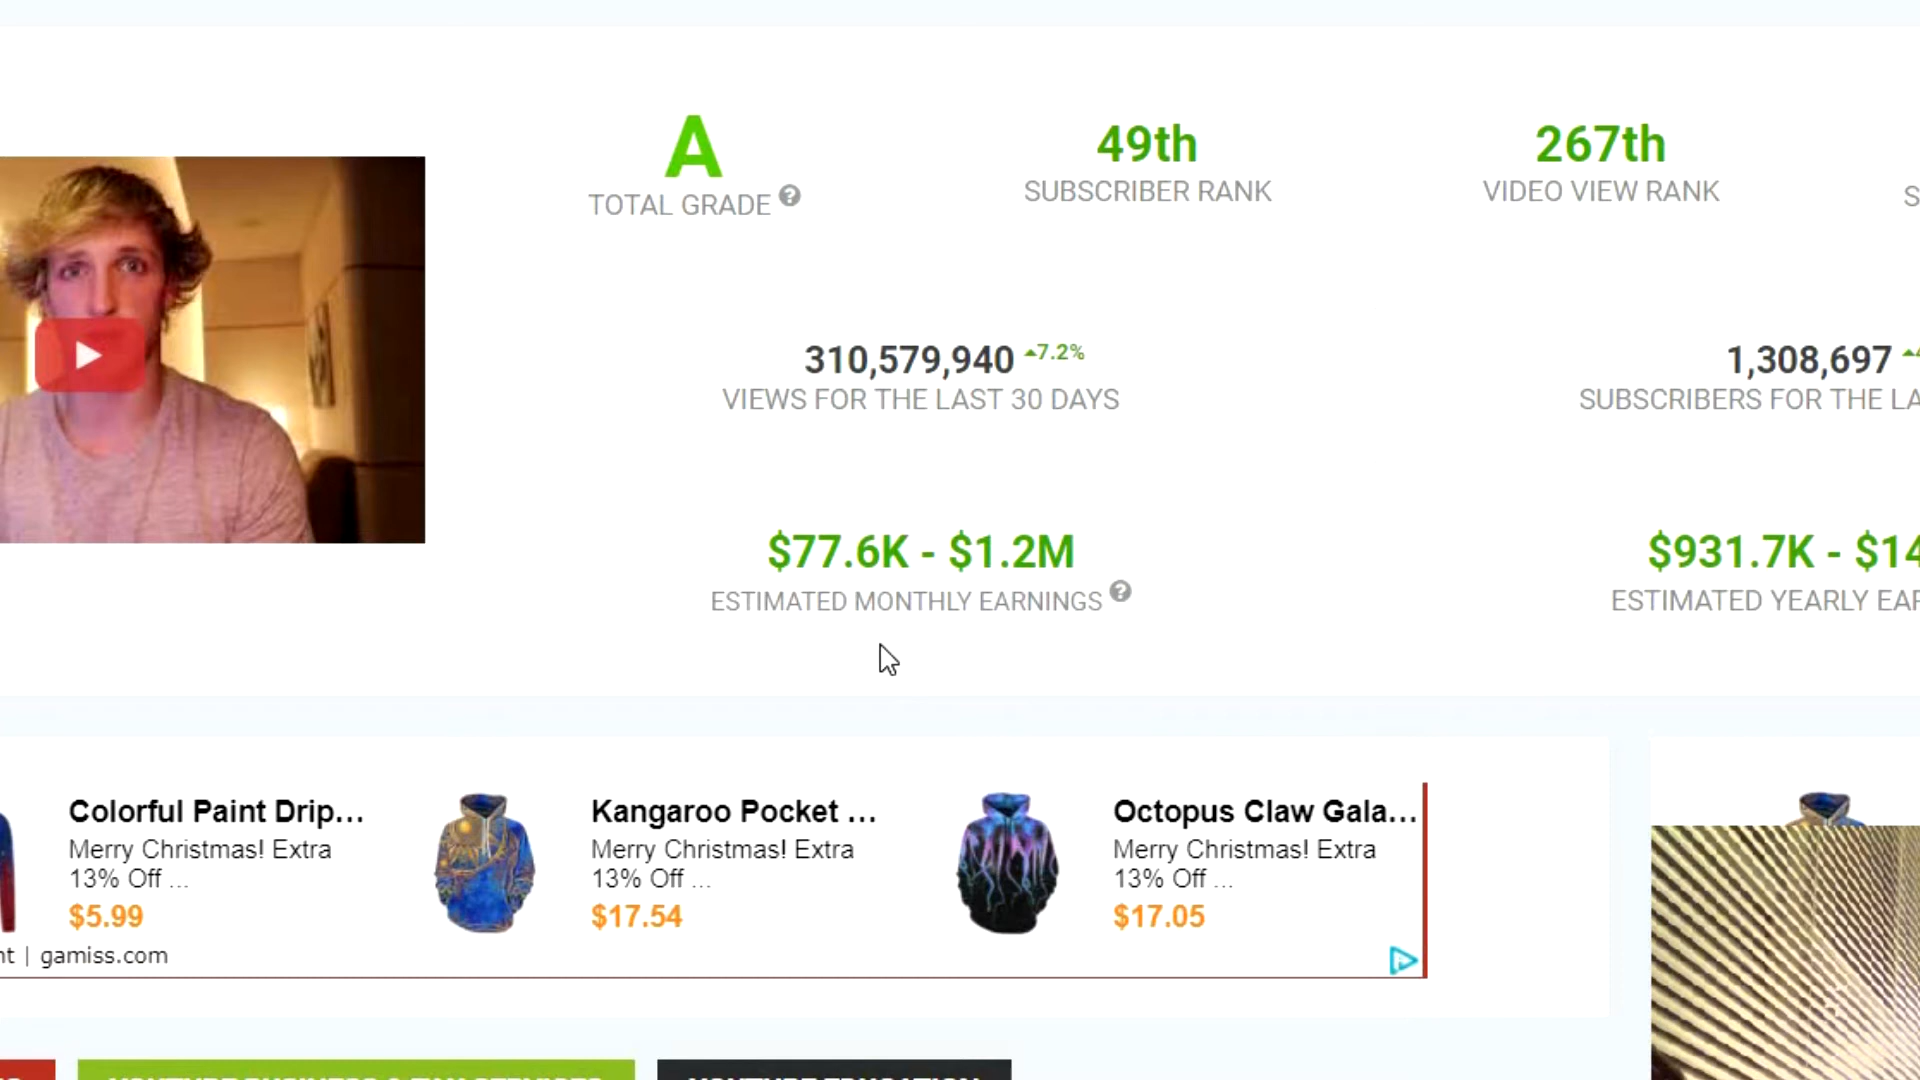 A
TOTAL GRADE
49th
SUBSCRIBER RANK
267th
VIDEO VIEW RANK
310,579,940 7.2%
VIEWS FOR THE LAST 30 DAYS
1,308,697
SUBSCRIBERS FOR THE LA
$77.6K - $1.2M
ESTIMATED MONTHLY EARNINGS
$931.7K - $14
ESTIMATED YEARLY EAR
Colorful Paint Drip...
Merry Christmas! Extra
13% Off ...
$5.99
Kangaroo Pocket ...
Merry Christmas! Extra
13% Off ...
$17.54
Octopus Claw Gala...
Merry Christmas! Extra
13% Off ...
$17.05
| gamiss.com